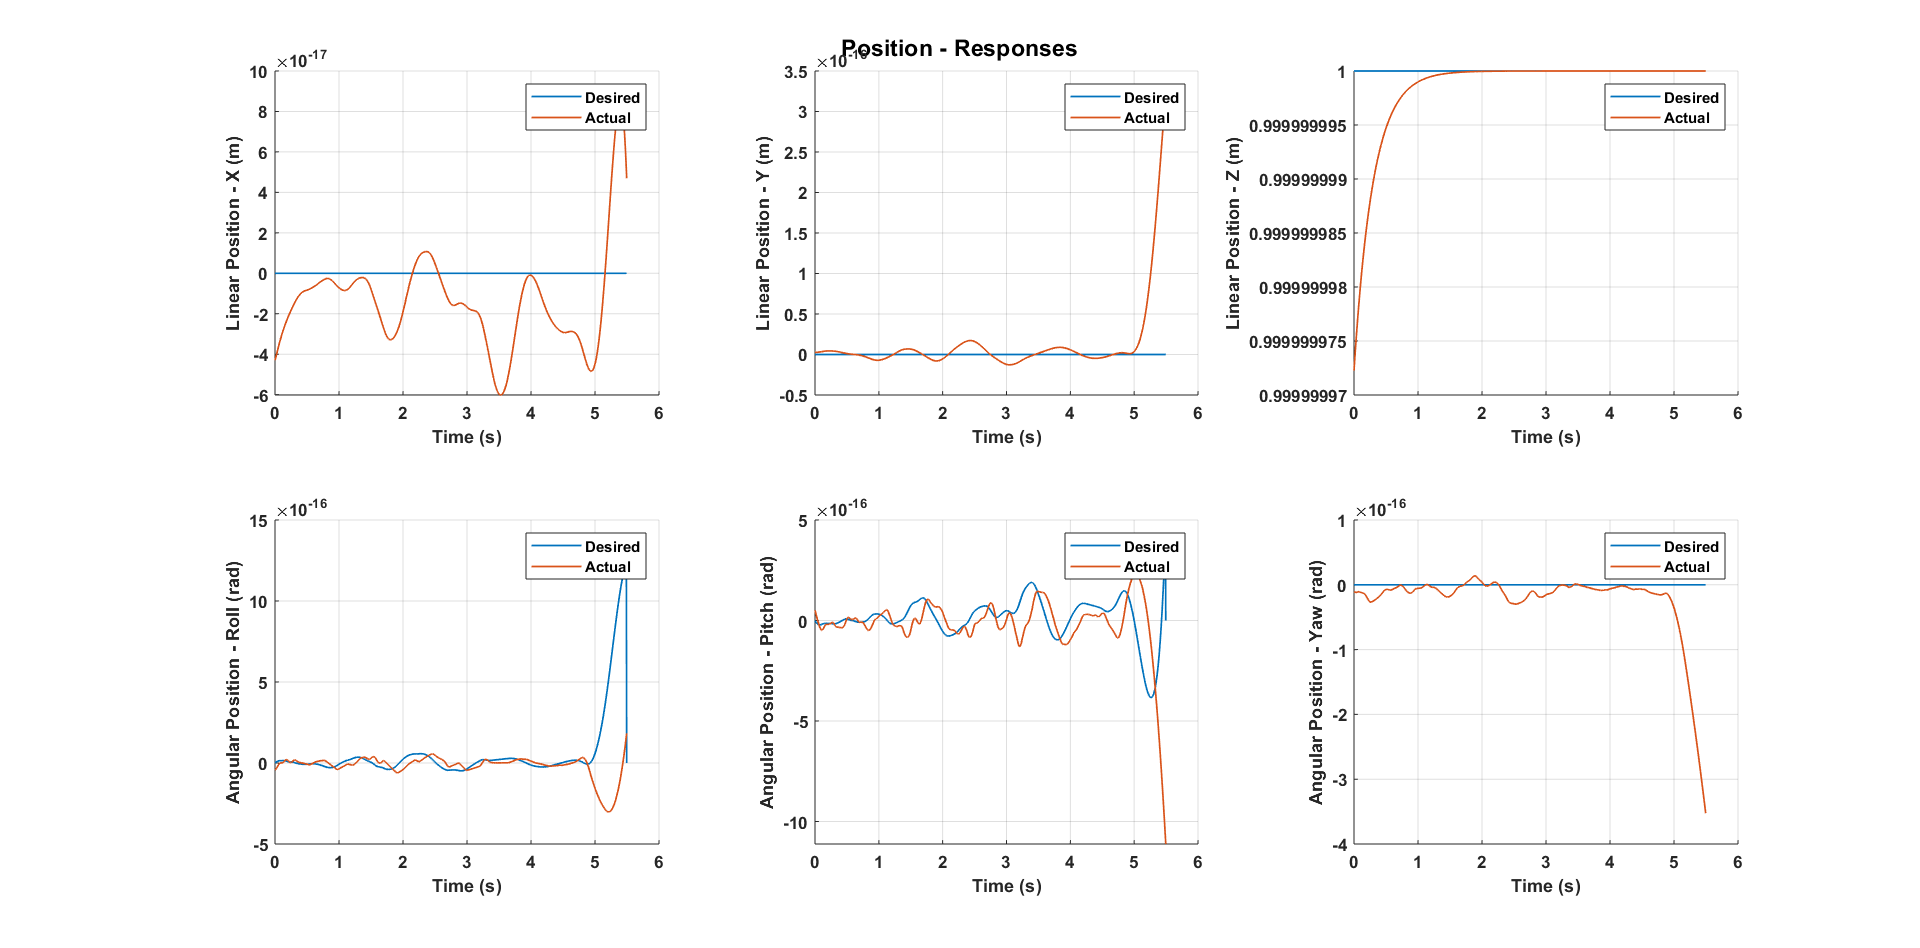 Position - Responses
×10-17
10
8
6
4
2
0
-2
-4
-6
0 1 2 3 4 5 6
Linear Position - X (m)
Time (s)
Desired
Actual
3.5
3
2.5
2
1.5
1
0.5
0
-0.5
0 1 2 3 4 5 6
Linear Position - Y (m)
Time (s)
Desired
Actual
1
0.999999995
0.99999999
0.999999985
0.99999998
0.999999975
0.99999997
0 1 2 3 4 5 6
Linear Position - Z (m)
Time (s)
Desired
Actual
×10-16
15
10
5
0
-5
0 1 2 3 4 5 6
Angular Position - Roll (rad)
Time (s)
Desired
Actual
×10-16
5
0
-5
-10
0 1 2 3 4 5 6
Angular Position - Pitch (rad)
Time (s)
Desired
Actual
×10-16
1
0
-1
-2
-3
-4
0 1 2 3 4 5 6
Angular Position - Yaw (rad)
Time (s)
Desired
Actual